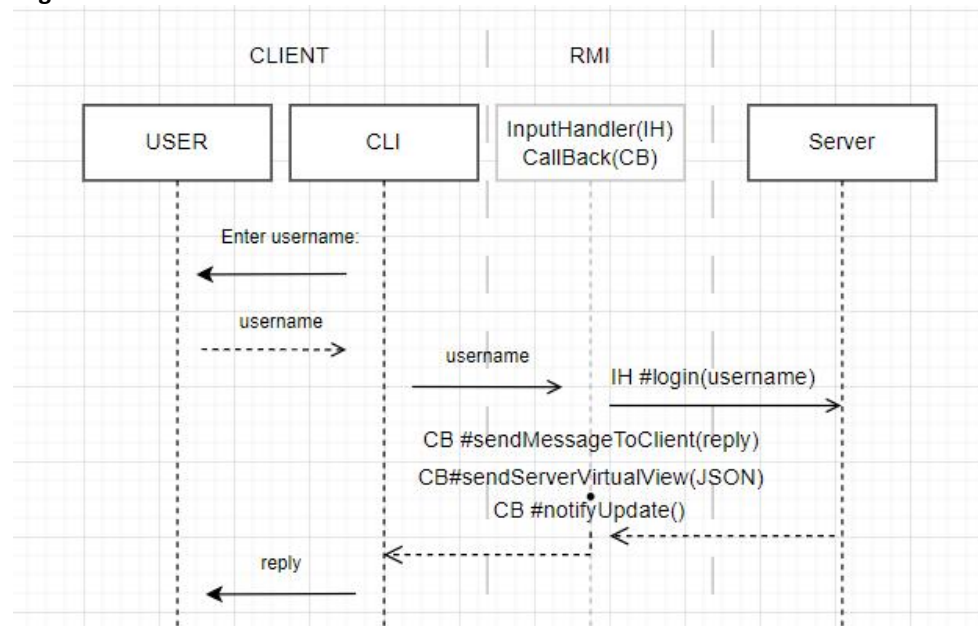 CLIENT
RMI
USER
CLI
InputHandler(IH)
CallBack(CB)
Server
Enter username:
username
username
IH #login(username)
CB #sendMessageToClient(reply)
CB#sendServerVirtualView(JSON)
CB #notifyUpdate()
reply